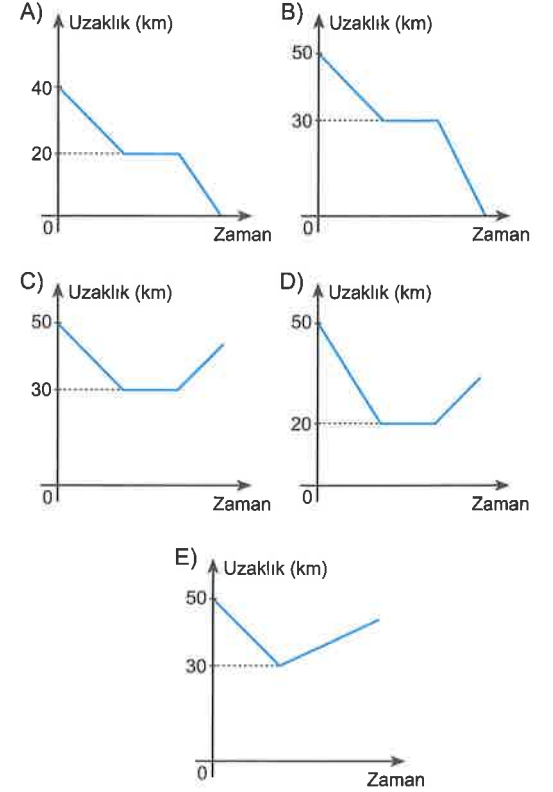 A) Uzaklık (km)
40
20
0
Zaman
B) Uzaklık (km)
50
30
0
Zaman
C) Uzaklık (km)
50
30
0
Zaman
D) Uzaklık (km)
50
20
0
Zaman
E) Uzaklık (km)
50
30
0
Zaman